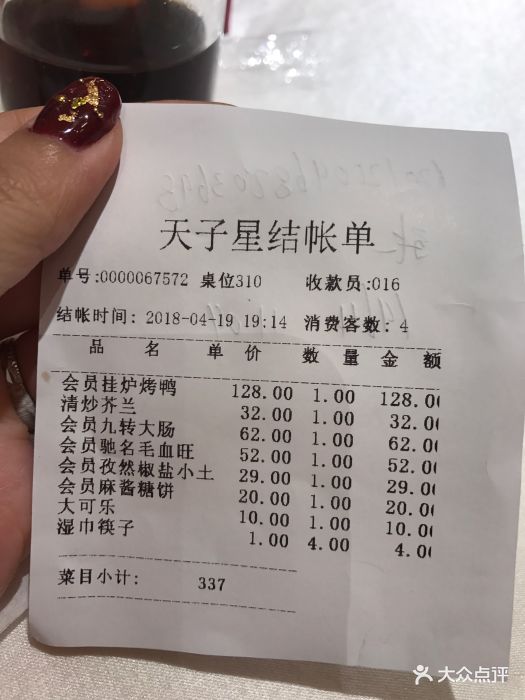 天子星结帐单
单号:0000067572 桌位310 收款员:016
结帐时间: 2018-04-19 19:14 消费客数: 4
品 名 单 价 数 量 金 额
会员挂炉烤鸭 128.00 1.00 128.0
清炒芥兰 32.00 1.00 32.0
会员九转大肠 62.00 1.00 62.0
会员驰名毛血旺 52.00 1.00 52.0
会员孜然椒盐小土 29.00 1.00 29.0
会员麻酱糖饼 20.00 1.00 20.0
大可乐 10.00 1.00 10.0
湿巾筷子 1.00 4.00 4.0
菜目小计: 337
大众点评